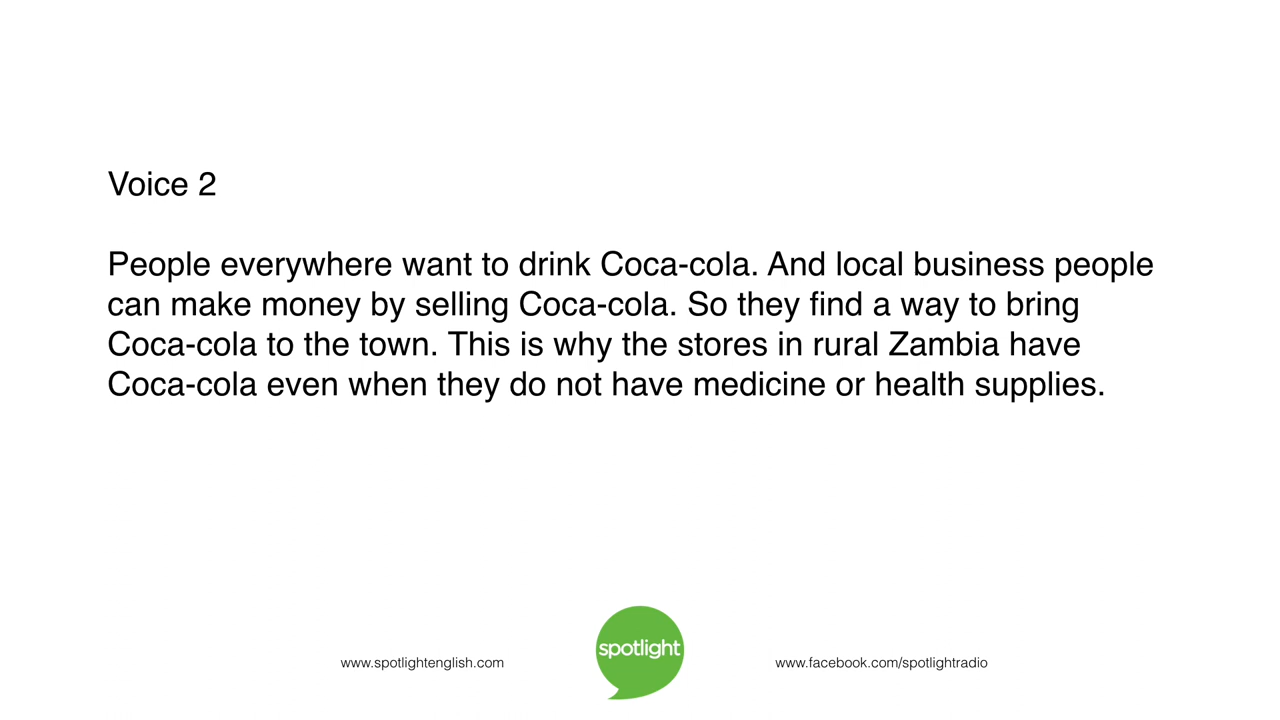 Voice 2
People everywhere want to drink Coca-cola. And local business people
can make money by selling Coca-cola. So they find a way to bring
Coca-cola to the town. This is why the stores in rural Zambia have
Coca-cola even when they do not have medicine or health supplies.
www.spotlightenglish.com
spotlight
www.facebook.com/spotlightradio